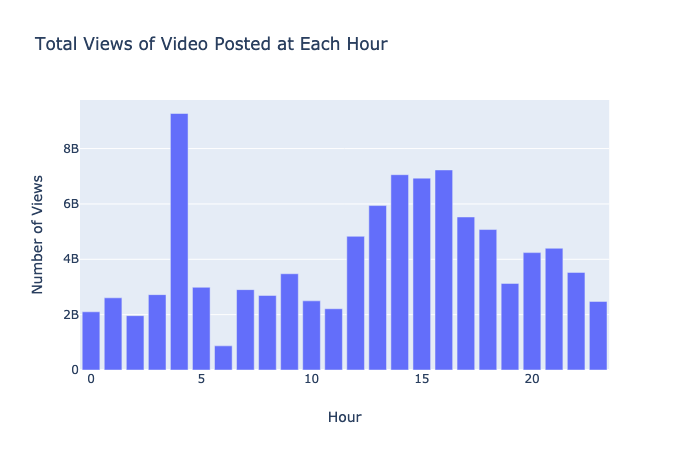 Total Views of Video Posted at Each Hour
8B
6B
4B
2B
0
Number of Views
0 5 10 15 20
Hour